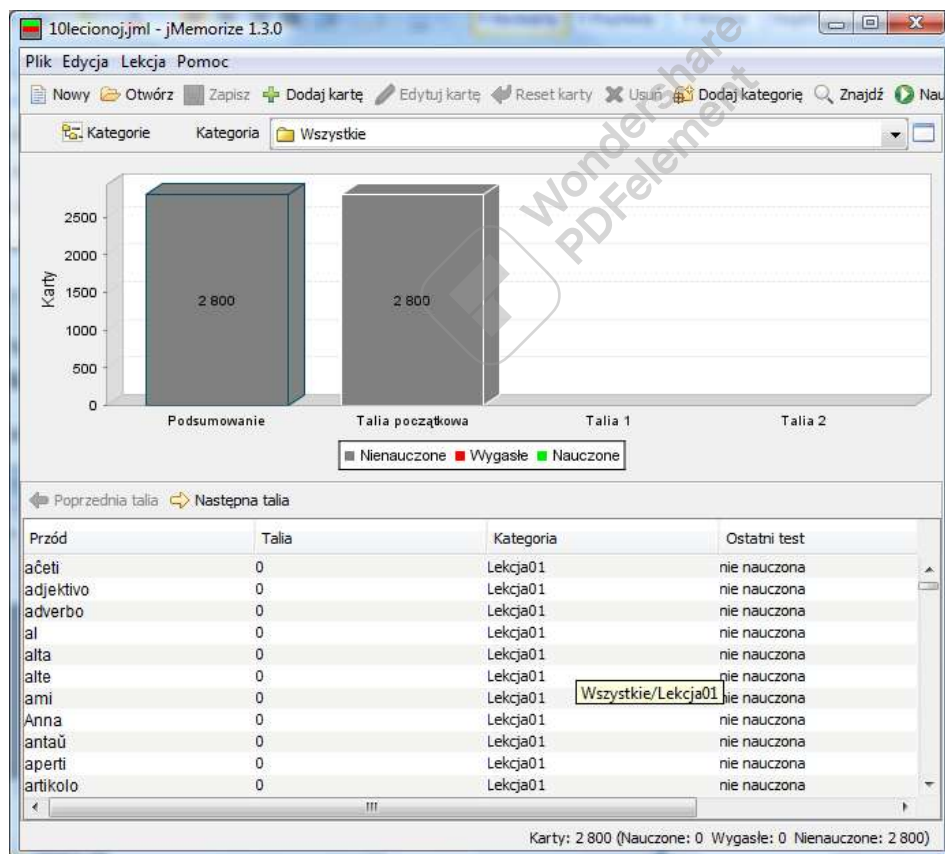 10lecionoj.jml - jMemorize 1.3.0
Plik Edycja Lekcja Pomoc
Nowy Otwórz Zapisz Dodaj kartę Edytuj kartę Reset karty Usuń Dodaj kategorię Znajdź Nau
Kategorie Kategoria Wszystkie
Wondershare
PDFelement
Karty
2500
2000
1500
1000
500
0
2 800 2 800
Podsumowanie Talia początkowa Talia 1 Talia 2
Nienauczone Wygasłe Nauczone
Poprzednia talia Następna talia
Przód Talia Kategoria Ostatni test
aĉeti 0 Lekcja01 nie nauczona
adjektivo 0 Lekcja01 nie nauczona
adverbo 0 Lekcja01 nie nauczona
al 0 Lekcja01 nie nauczona
alta 0 Lekcja01 nie nauczona
alte 0 Lekcja01 nie nauczona
Wszystkie/Lekcja01
ami 0 Lekcja01 nie nauczona
Anna 0 Lekcja01 nie nauczona
antaŭ 0 Lekcja01 nie nauczona
aperti 0 Lekcja01 nie nauczona
artikolo 0 Lekcja01 nie nauczona
Karty: 2 800 (Nauczone: 0 Wygasłe: 0 Nienauczone: 2 800)